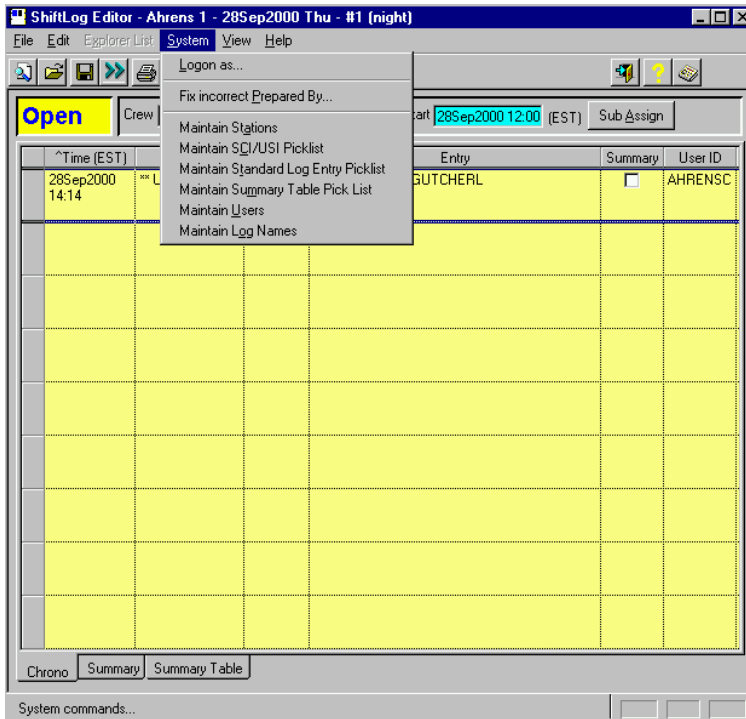 ShiftLog Editor - Ahrens 1 - 28Sep2000 Thu - #1 (night)
File Edit Explorer List System View Help
Logon as...
Fix incorrect Prepared By...
Maintain Stations
Maintain SCI/USI Picklist
Maintain Standard Log Entry Picklist
Maintain Summary Table Pick List
Maintain Users
Maintain Log Names
Open Crew tart 28Sep2000 12:00 (EST) Sub Assign
^Time (EST) Entry Summary User ID
28Sep2000 ** L GUTCHERL AHRENSC
14:14
Chrono Summary Summary Table
System commands...